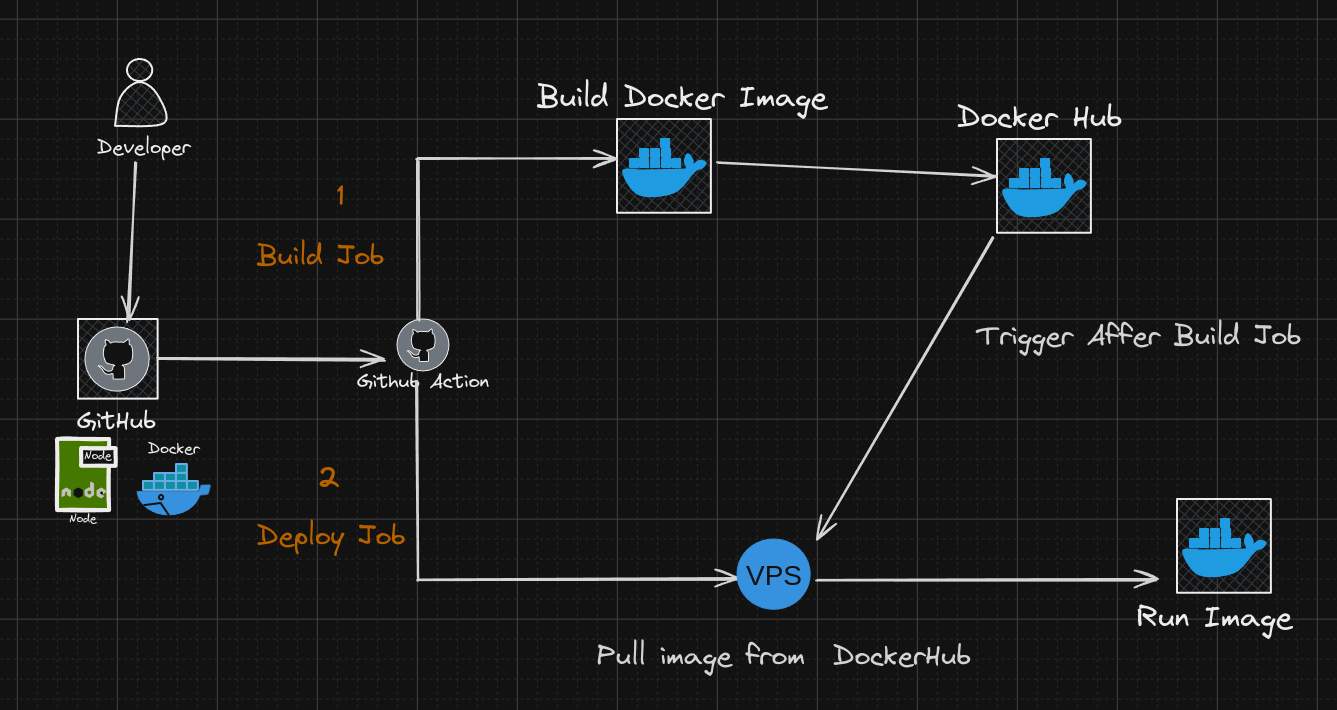 Build Docker Image
Docker Hub
Developer
1
Build Job
Trigger Affer Build Job
Github Action
GitHub
Node
Docker
node
Node
2
Deploy Job
VPS
Run Image
Pull image from DockerHub